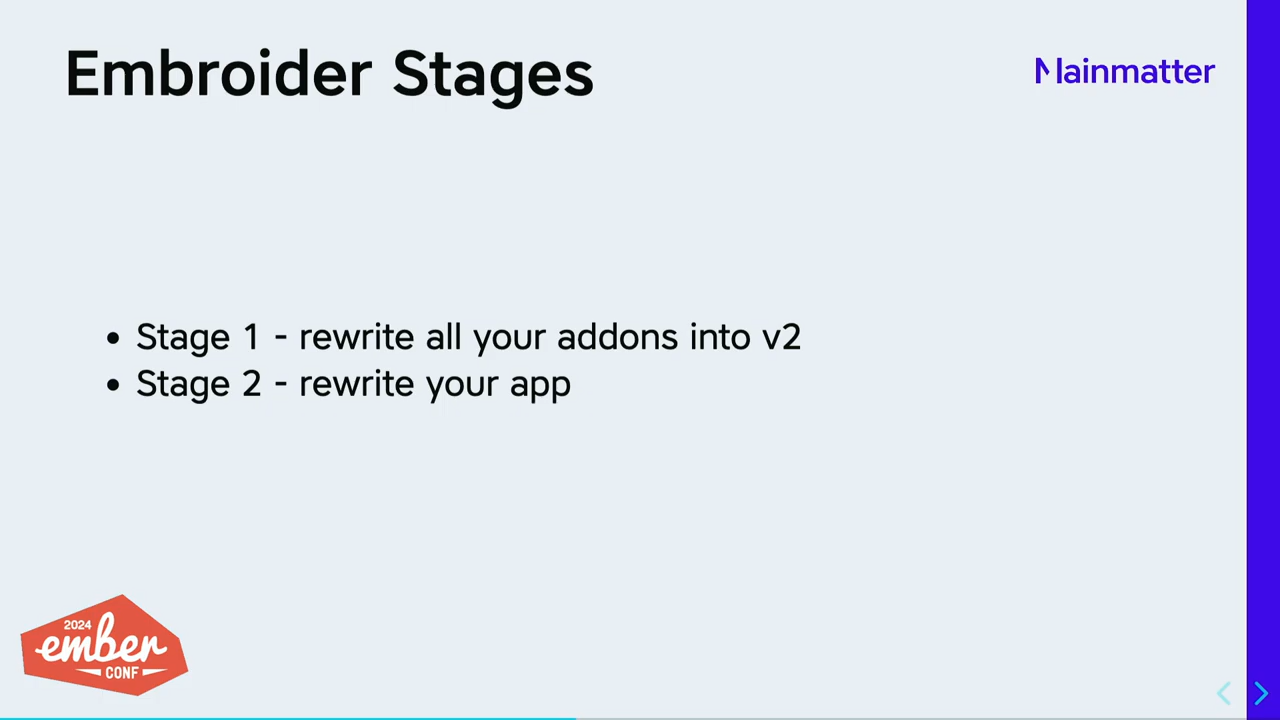 Embroider Stages
Mainmatter
• Stage 1 - rewrite all your addons into v2
• Stage 2 - rewrite your app
2024
ember
CONF